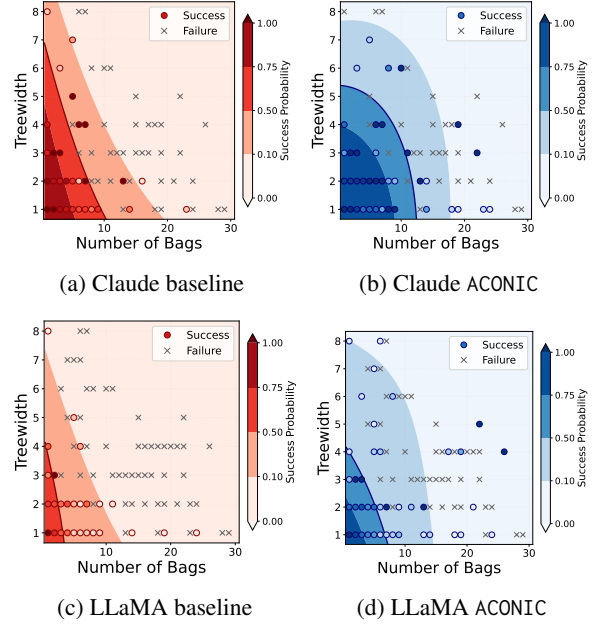 8
7
6
5
4
3
2
1
Treewidth
0
10
20
30
Number of Bags
Success
Failure
1.00
0.75
0.50
0.10
0.00
Success Probability
(a) Claude baseline
8
7
6
5
4
3
2
1
Treewidth
0
10
20
30
Number of Bags
Success
Failure
1.00
0.75
0.50
0.10
0.00
Success Probability
(b) Claude ACONIC
8
7
6
5
4
3
2
1
Treewidth
10
20
30
Number of Bags
Success
Failure
1.00
0.75
0.50
0.10
0.00
Success Probability
(c) LLaMA baseline
8
7
6
5
4
3
2
1
Treewidth
10
20
30
Number of Bags
Success
Failure
1.00
0.75
0.50
0.10
0.00
Success Probability
(d) LLaMA ACONIC